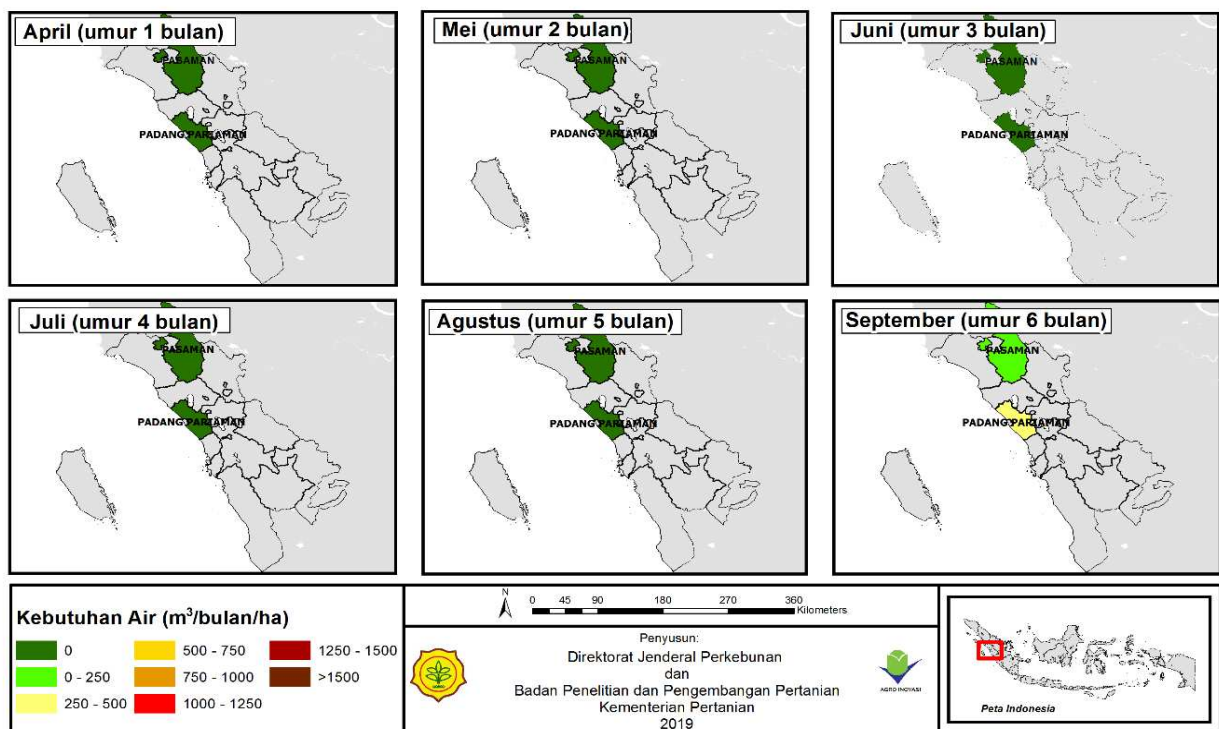 April (umur 1 bulan)
PASAMAN
PADANG PARIAMAN
Mei (umur 2 bulan)
PASAMAN
PADANG PARIAMAN
Juni (umur 3 bulan)
PASAMAN
PADANG PARIAMAN
Juli (umur 4 bulan)
PASAMAN
PADANG PARIAMAN
Agustus (umur 5 bulan)
PASAMAN
PADANG PARIAMAN
September (umur 6 bulan)
PASAMAN
PADANG PARIAMAN
Kebutuhan Air (m³/bulan/ha)
0
0 - 250
250 - 500
500 - 750
750 - 1000
1000 - 1250
1250 - 1500
>1500
N
0 45 90 180 270 360
Kilometers
Penyusun:
Direktorat Jenderal Perkebunan
dan
Badan Penelitian dan Pengembangan Pertanian
Kementerian Pertanian
2019
AGRO INOVASI
Peta Indonesia